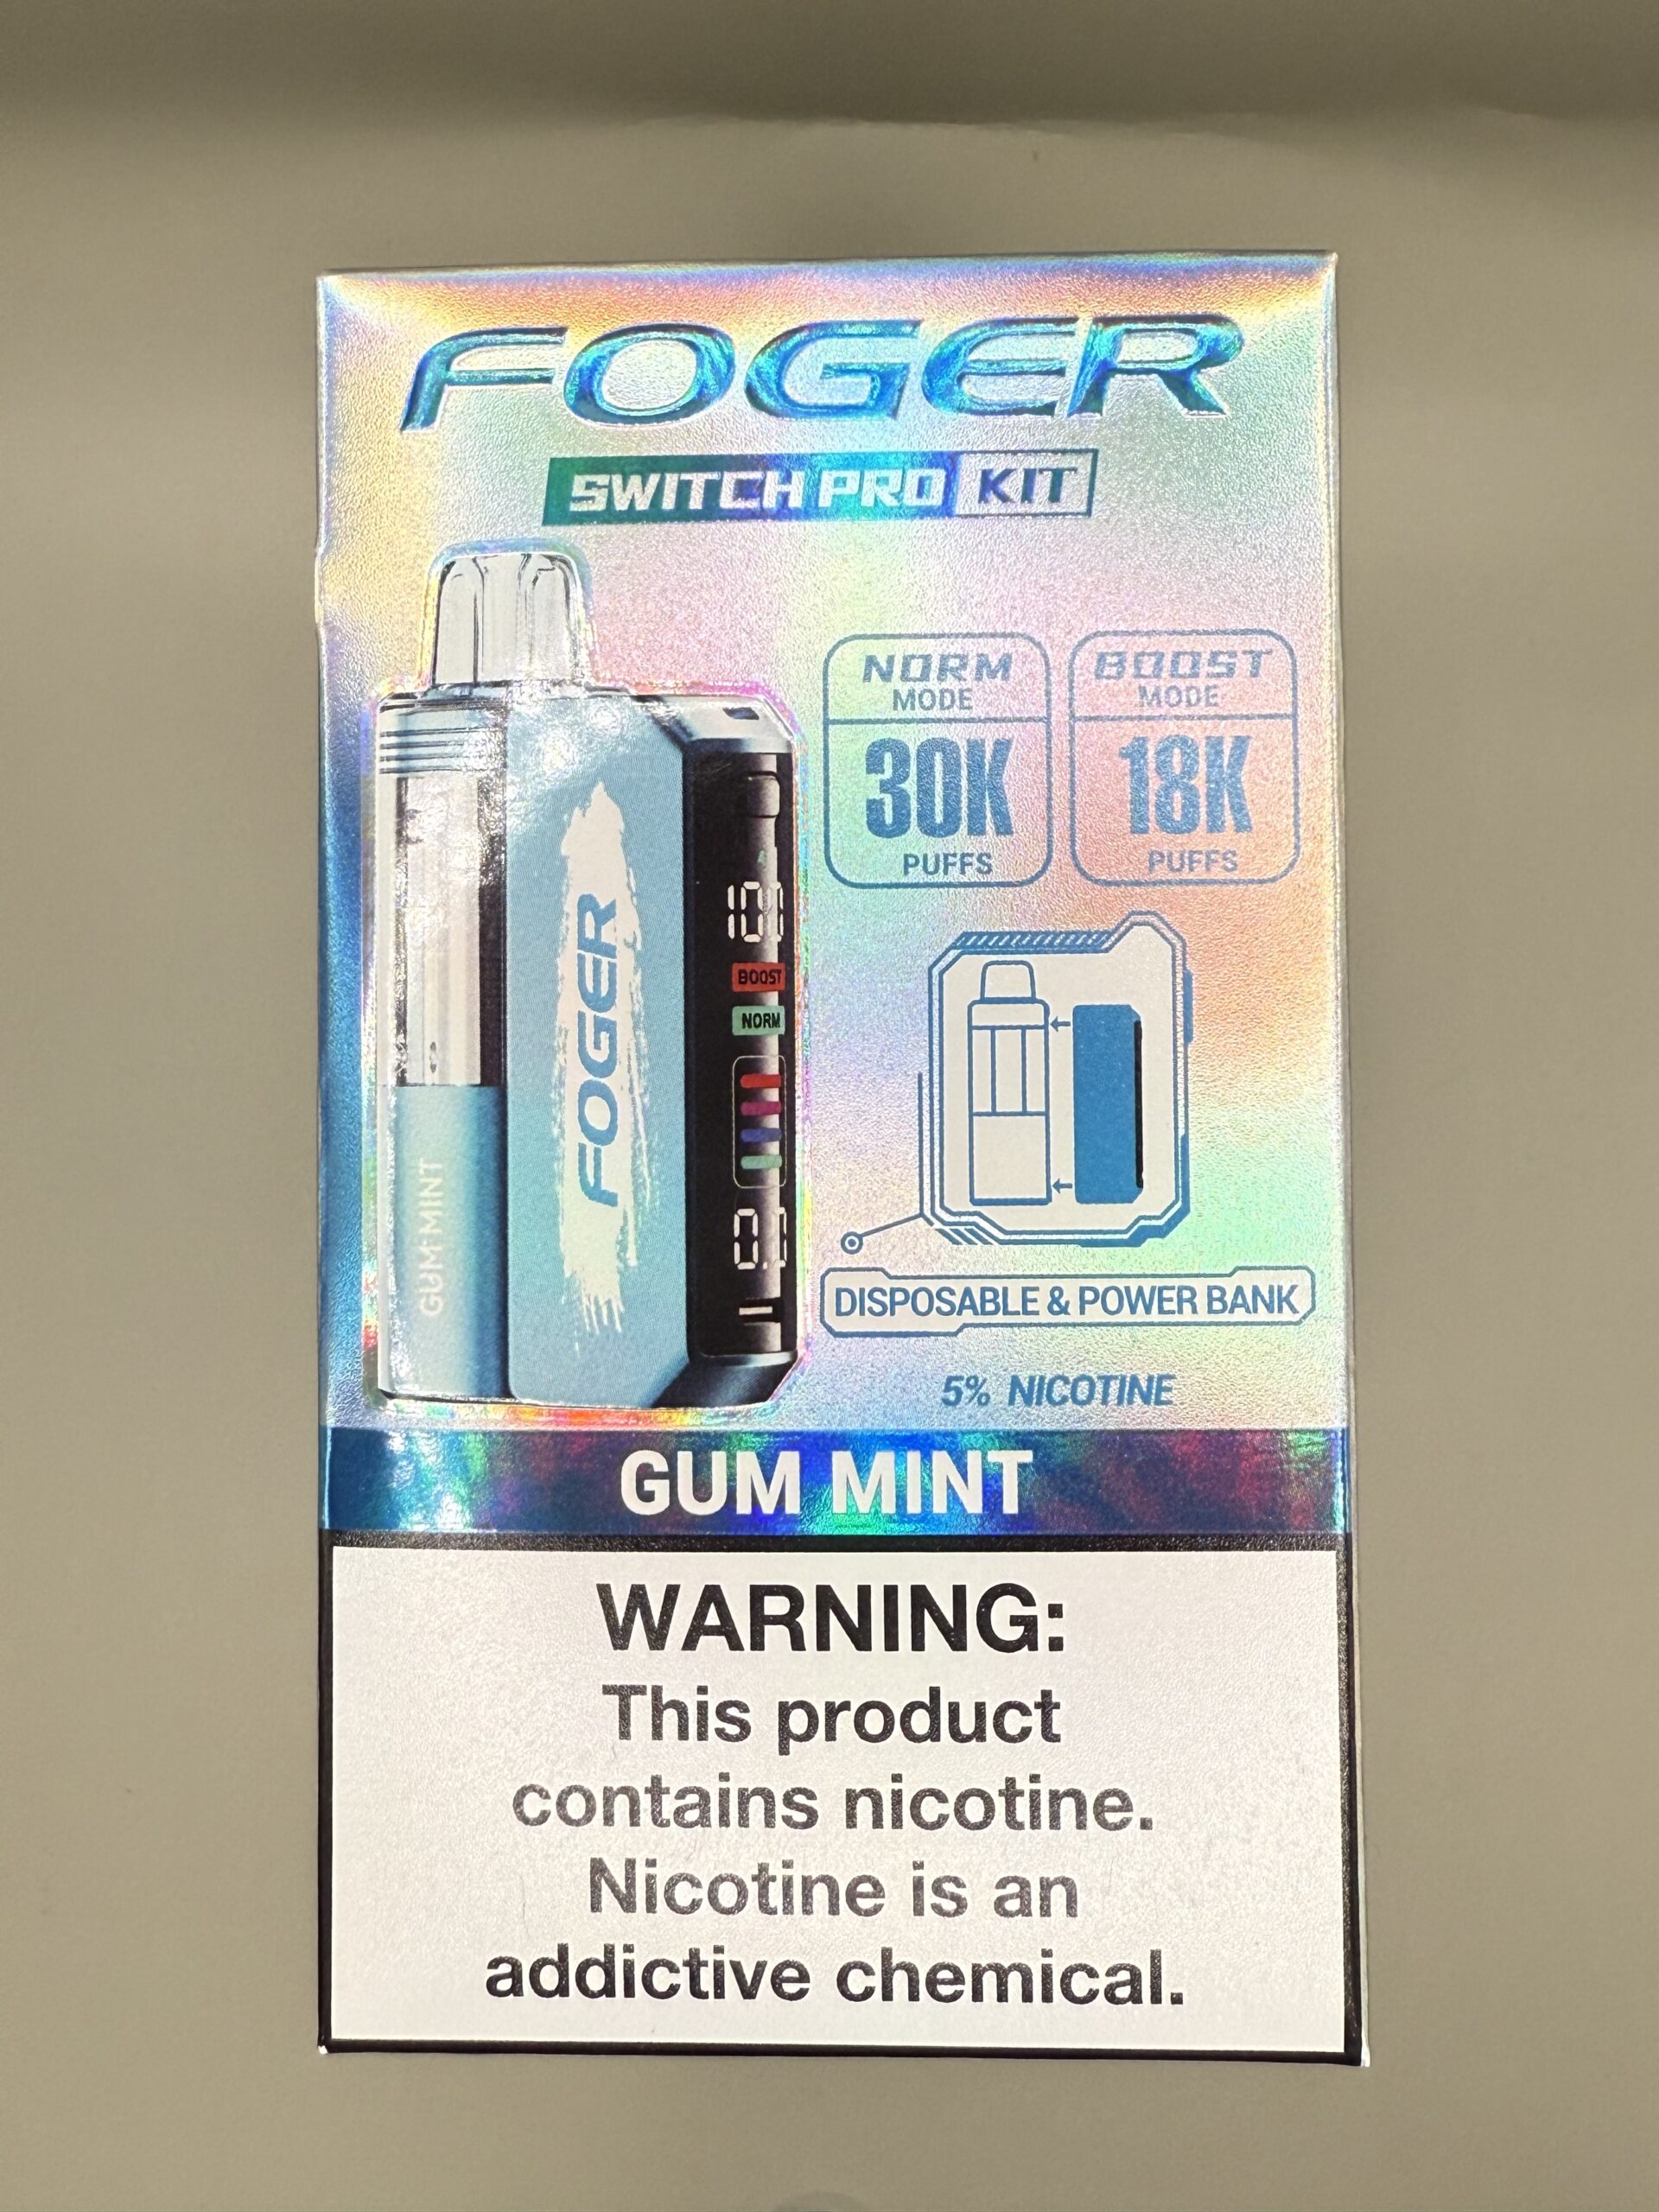 FOGER
SWITCH PRO KIT
NORM
MODE
30K
PUFFS
BOOST
MODE
18K
PUFFS
FOGER
BOOST
NORM
GUM MINT
DISPOSABLE & POWER BANK
5% NICOTINE
GUM MINT
WARNING:
This product
contains nicotine.
Nicotine is an
addictive chemical.